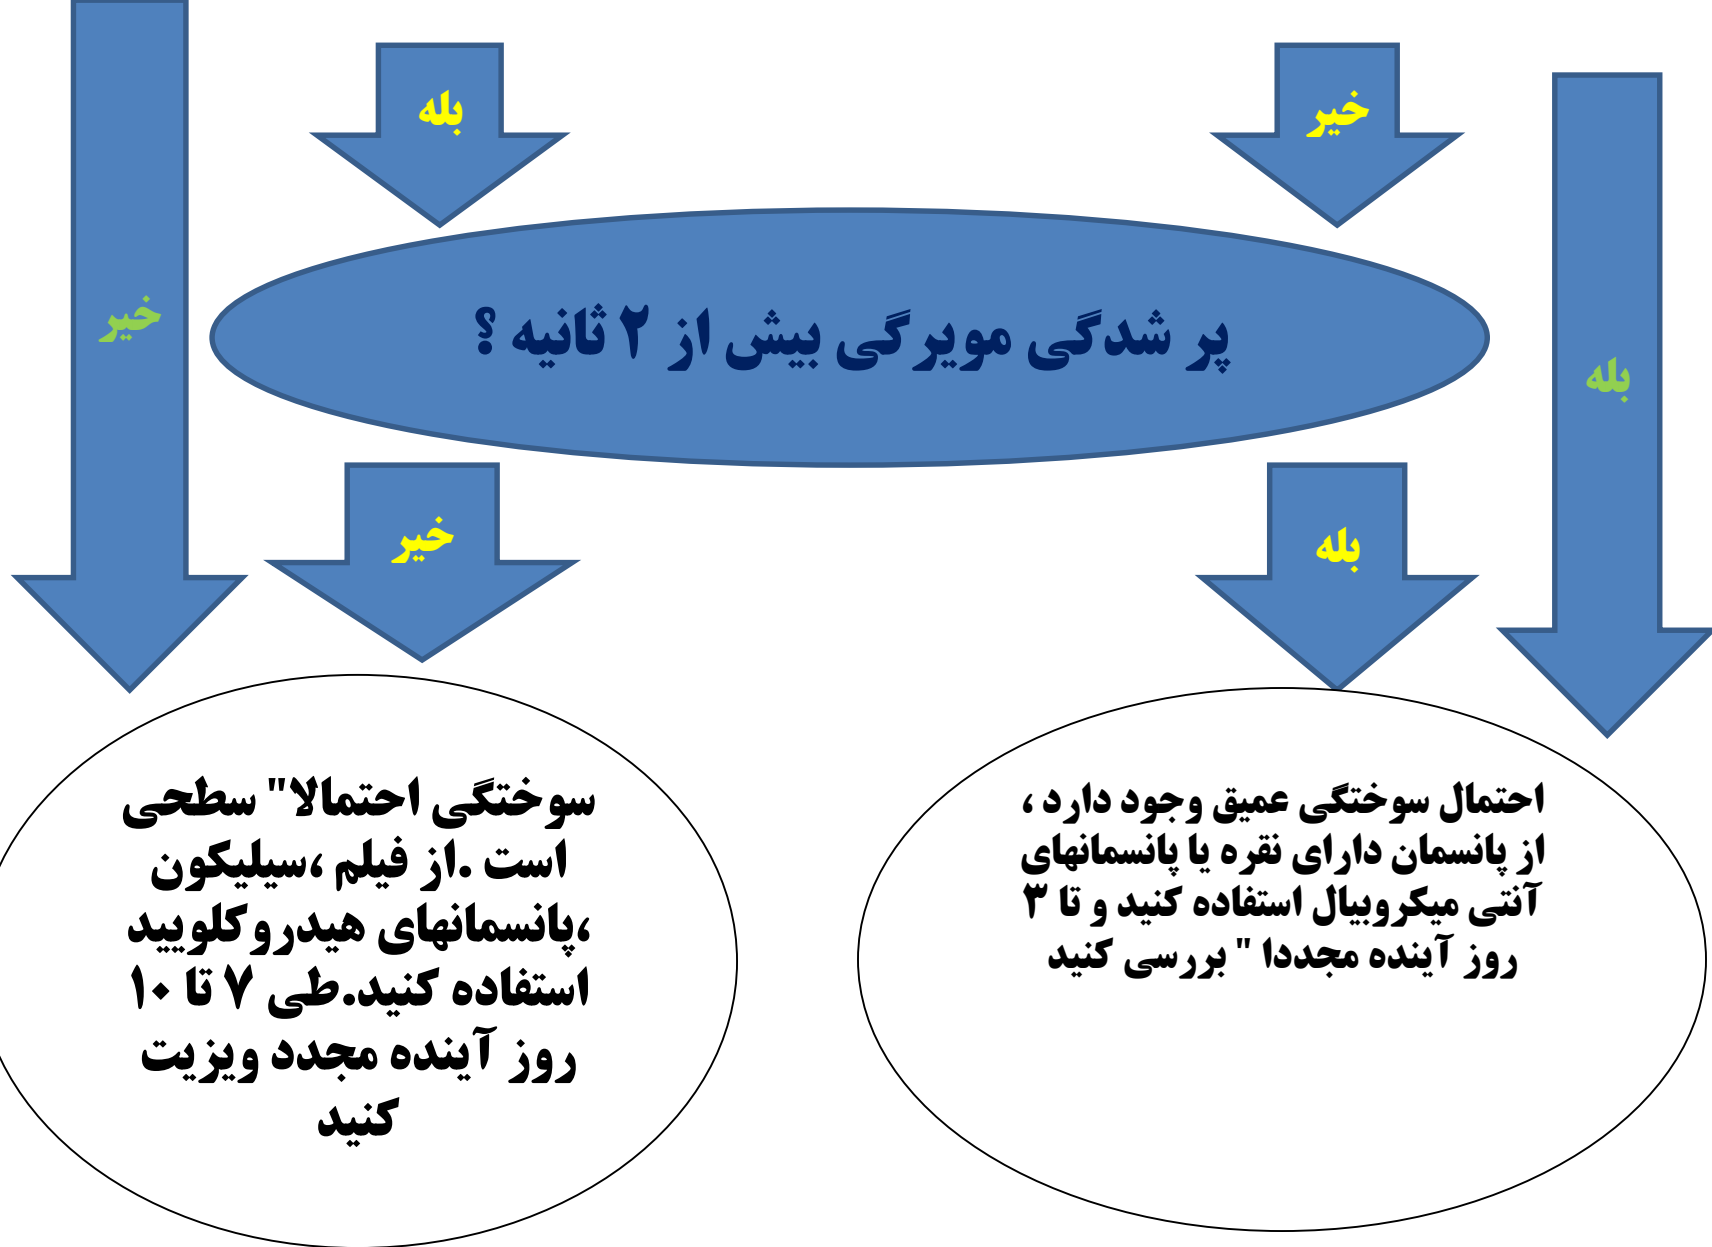 خیر
بله
پر شدگی مویرگی بیش از ۲ ثانیه ؟
خیر
بله
بله
خیر
احتمال سوختگی عمیق وجود دارد ،
از پانسمان دارای نقره یا پانسمانهای
آنتی میکروبیال استفاده کنید و تا ۳
روز آینده مجددا " بررسی کنید
سوختگی احتمالا" سطحی
است .از فیلم ،سیلیکون
،پانسمانهای هیدروکلویید
استفاده کنید.طی ۷ تا ۱۰
روز آینده مجدد ویزیت
کنید